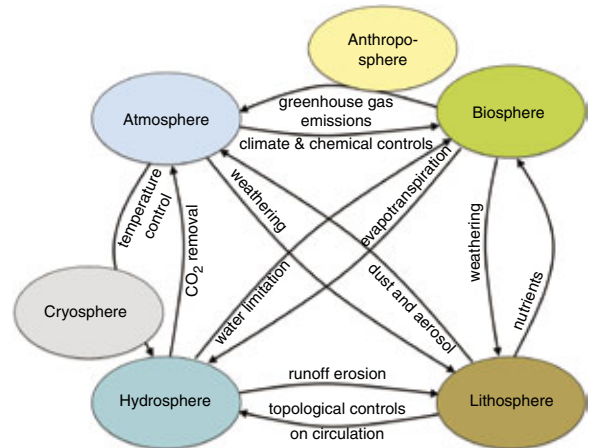 Anthropo-
sphere
Atmosphere
greenhouse gas
emissions
Biosphere
climate & chemical controls
temperature
control
CO2 removal
weathering
evapotranspiration
weathering
nutrients
water limitation
dust and aerosol
Cryosphere
Hydrosphere
runoff erosion
topological controls
on circulation
Lithosphere